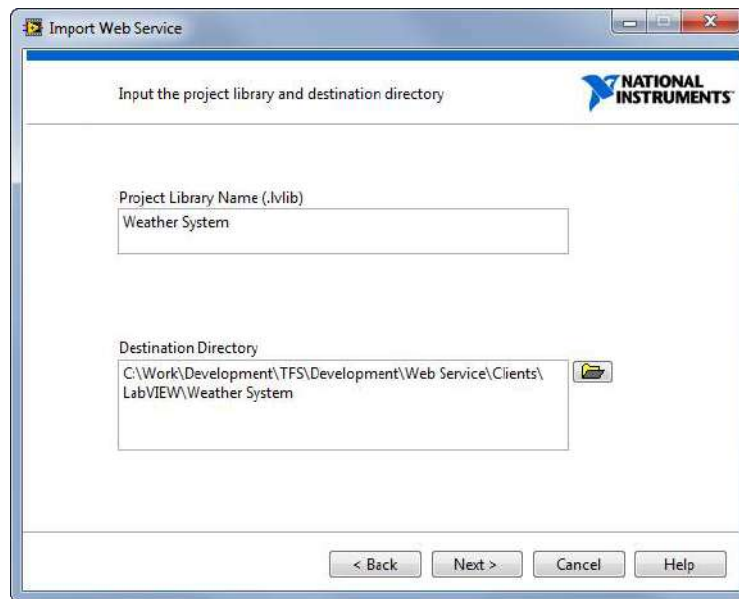 Import Web Service
Input the project library and destination directory
NATIONAL
INSTRUMENTS™
Project Library Name (.lvlib)
Weather System
Destination Directory
C:\Work\Development\TFS\Development\Web Service\Clients\
LabVIEW\Weather System
< Back
Next >
Cancel
Help